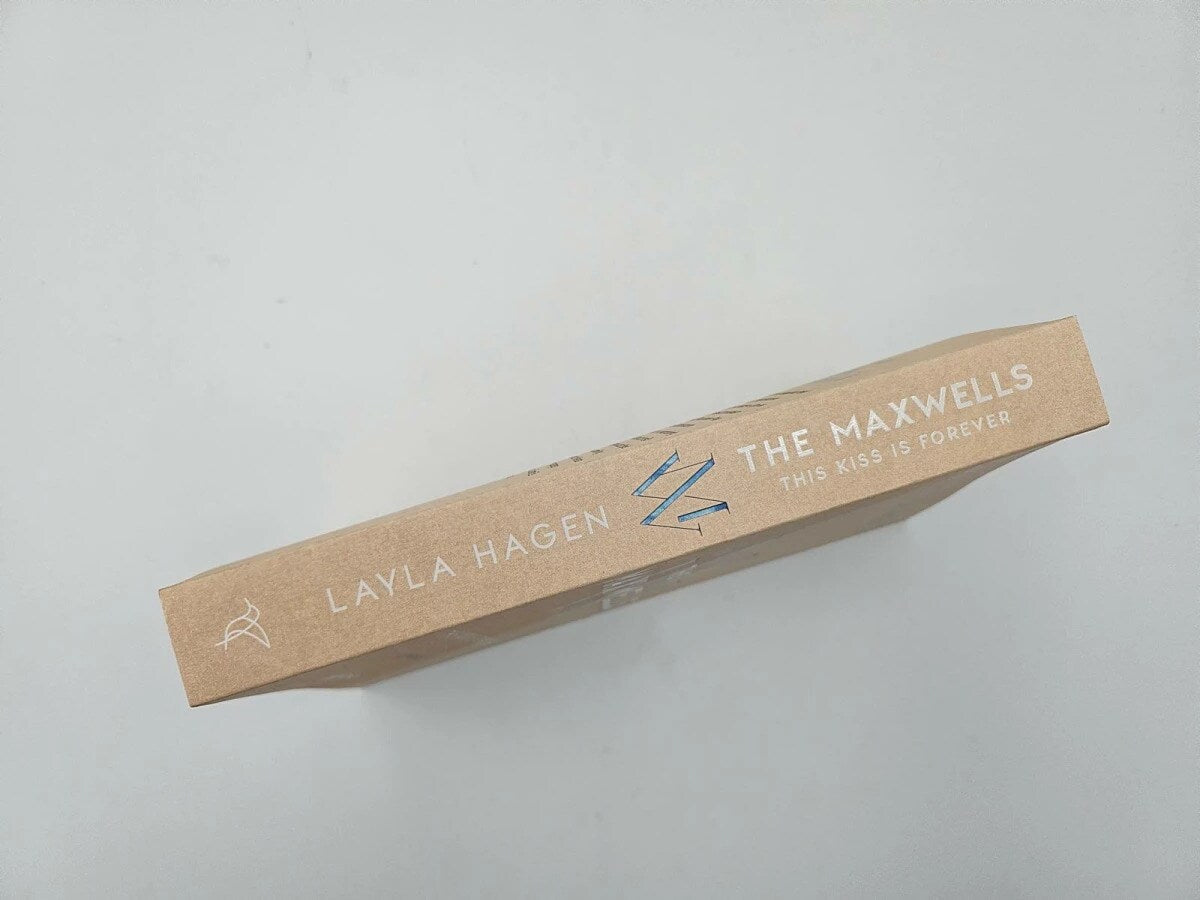 LAYLA HAGEN
THE MAXWELLS
THIS KISS IS FOREVER